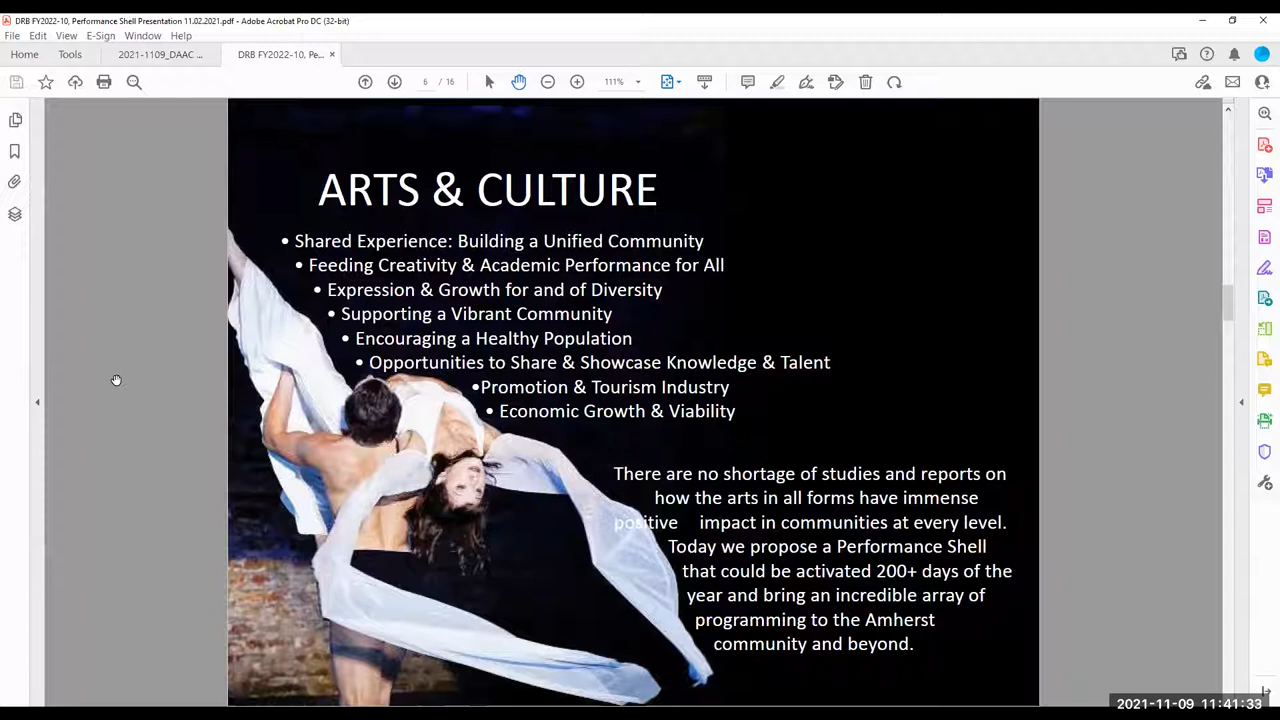 DRB FY2022-10, Performance Shell Presentation 11.02.2021.pdf - Adobe Acrobat Pro DC (32-bit)
File Edit View E-Sign Window Help
Home Tools 2021-1109_DAAC ... DRB FY2022-10, Pe... ×
6 / 16 111%
ARTS & CULTURE
• Shared Experience: Building a Unified Community
• Feeding Creativity & Academic Performance for All
• Expression & Growth for and of Diversity
• Supporting a Vibrant Community
• Encouraging a Healthy Population
• Opportunities to Share & Showcase Knowledge & Talent
•Promotion & Tourism Industry
• Economic Growth & Viability
There are no shortage of studies and reports on
how the arts in all forms have immense
positive impact in communities at every level.
Today we propose a Performance Shell
that could be activated 200+ days of the
year and bring an incredible array of
programming to the Amherst
community and beyond.
2021-11-09 11:41:33